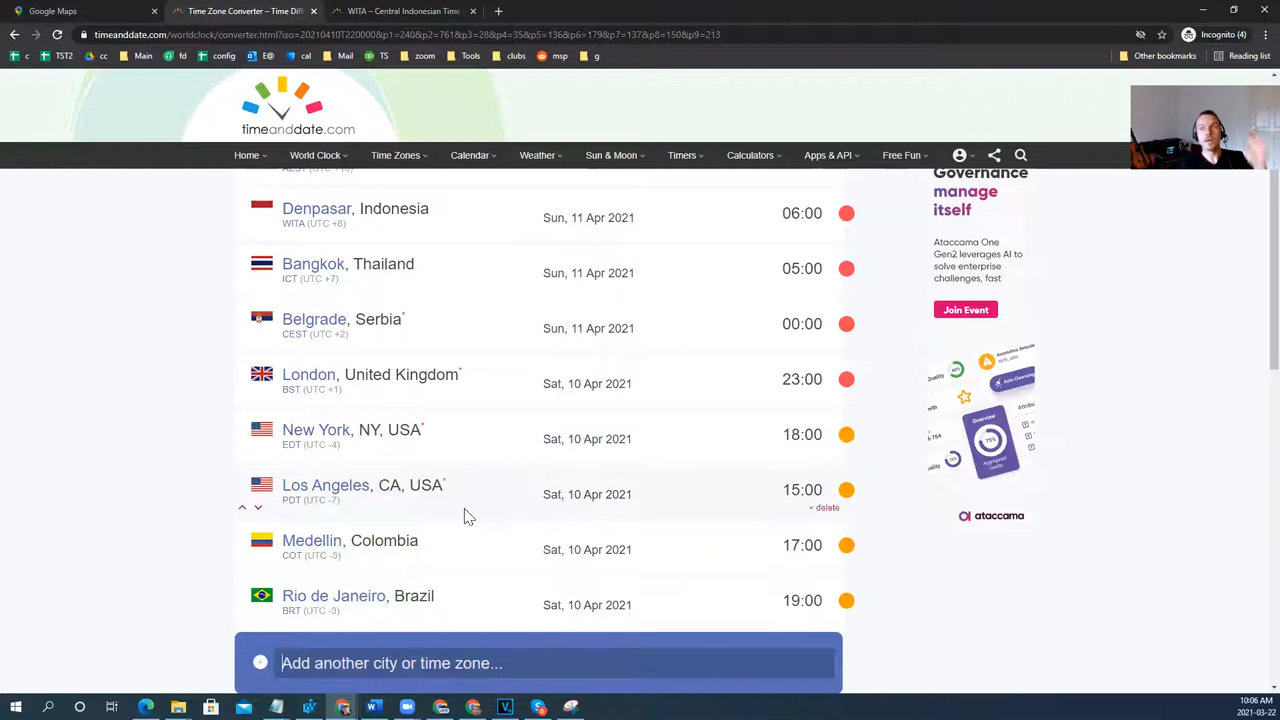 Google Maps
Time Zone Converter – Time Dif
WITA – Central Indonesian Time
Incognito (4)
timeanddate.com/worldclock/converter.html?iso=20210410T220000&p1=240&p2=761&p3=28&p4=35&p5=136&p6=179&p7=137&p8=150&p9=213
c
TST2
cc
Main
fd
config
E@
cal
Mail
TS
zoom
Tools
clubs
msp
g
Other bookmarks
Reading list
timeanddate.com
Home
World Clock
Time Zones
Calendar
Weather
Sun & Moon
Timers
Calculators
Apps & API
Free Fun
Denpasar, Indonesia
WITA (UTC +8)
Sun, 11 Apr 2021
06:00
Bangkok, Thailand
ICT (UTC +7)
Sun, 11 Apr 2021
05:00
Belgrade, Serbia*
CEST (UTC +2)
Sun, 11 Apr 2021
00:00
London, United Kingdom*
BST (UTC +1)
Sat, 10 Apr 2021
23:00
New York, NY, USA*
EDT (UTC -4)
Sat, 10 Apr 2021
18:00
Los Angeles, CA, USA*
PDT (UTC -7)
Sat, 10 Apr 2021
15:00
× delete
Medellin, Colombia
COT (UTC -5)
Sat, 10 Apr 2021
17:00
Rio de Janeiro, Brazil
BRT (UTC -3)
Sat, 10 Apr 2021
19:00
Add another city or time zone...
Governance
manage
itself
Ataccama One
Gen2 leverages AI to
solve enterprise
challenges, fast
Join Event
Quality
Overview
75%
ataccama
10:06 AM
2021-03-22